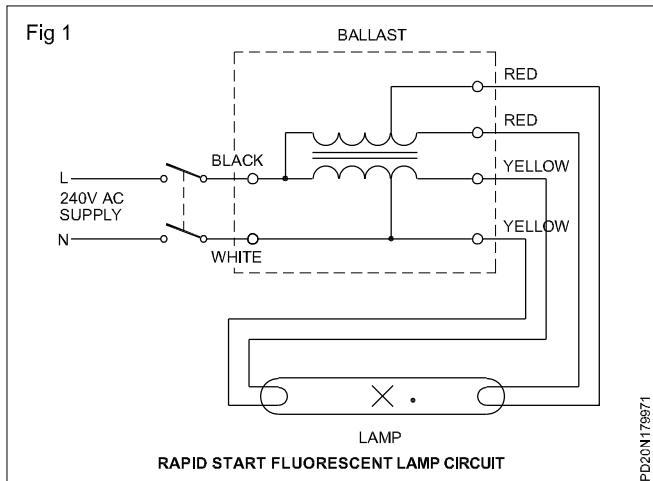 Fig 1
BALLAST
RED
RED
BLACK
YELLOW
L
240V AC
SUPPLY
YELLOW
N
WHITE
LAMP
RAPID START FLUORESCENT LAMP CIRCUIT
PD20N179971